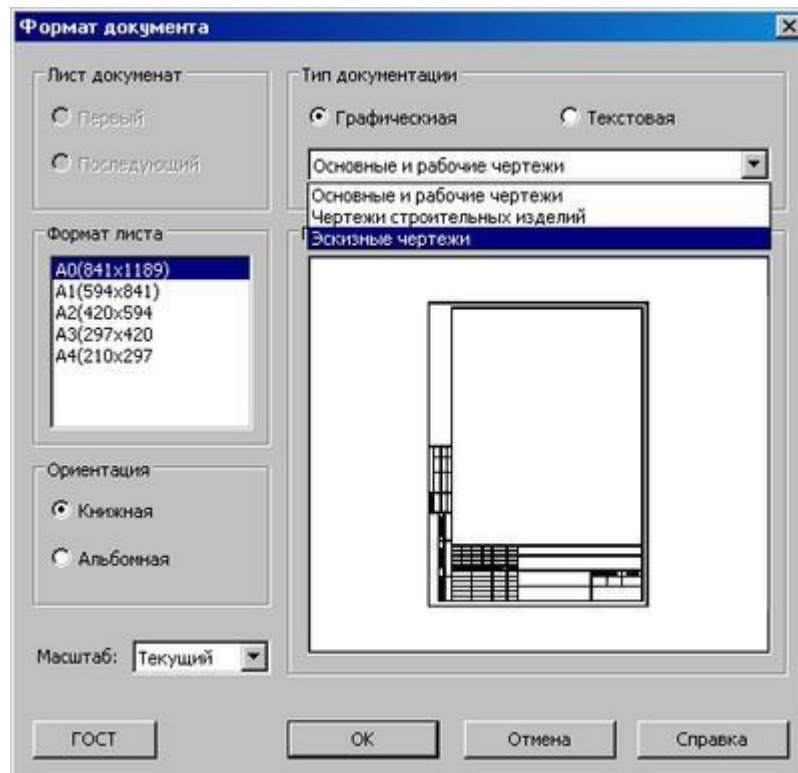 Формат документа
Лист докуменат
Первый
Последующий
Тип документации
Графическиая
Текстовая
Основные и рабочие чертежи
Основные и рабочие чертежи
Чертежи строительных изделий
Эскизные чертежи
Формат листа
A0(841x1189)
A1(594x841)
A2(420x594
A3(297x420
A4(210x297
Ориентация
Книжная
Альбомная
Масштаб: Текущий
ГОСТ
OK
Отмена
Справка